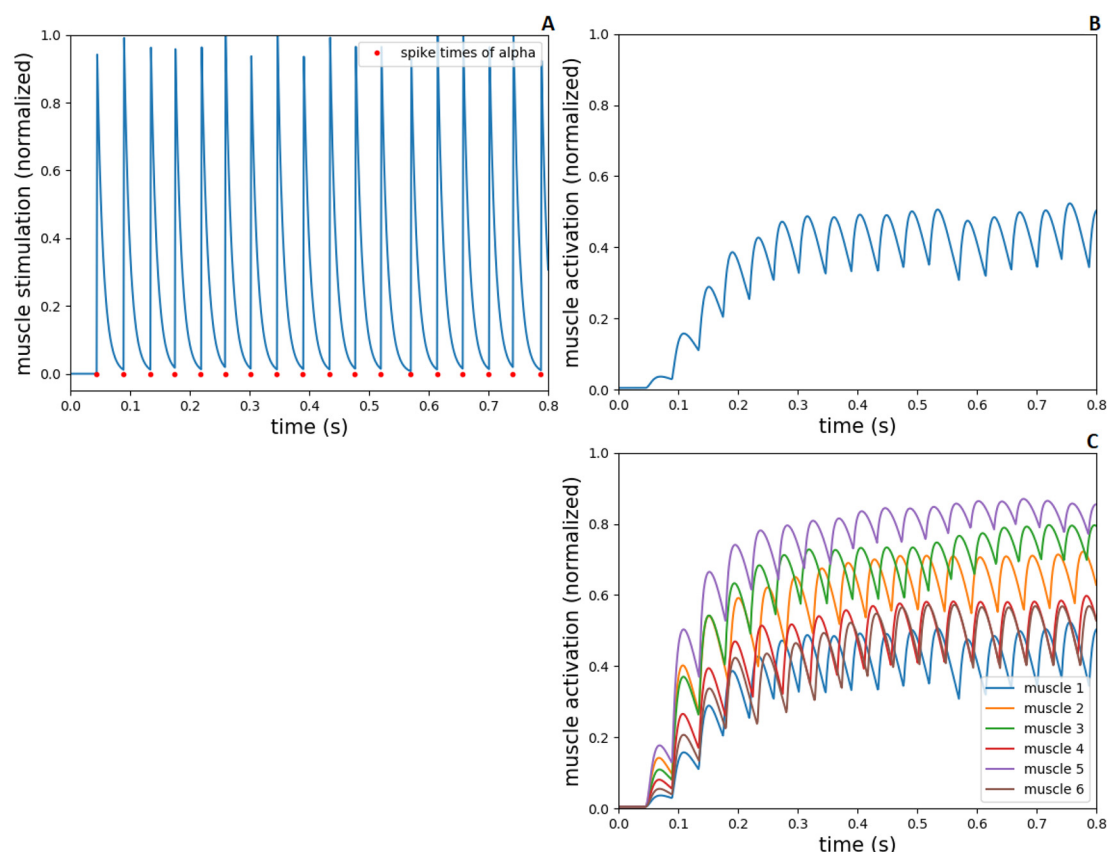 A
B
1.0
0.8
0.6
0.4
0.2
0.0
muscle stimulation (normalized)
spike times of alpha
0.0 0.1 0.2 0.3 0.4 0.5 0.6 0.7 0.8
time (s)
1.0
0.8
0.6
0.4
0.2
0.0
muscle activation (normalized)
0.0 0.1 0.2 0.3 0.4 0.5 0.6 0.7 0.8
time (s)
C
1.0
0.8
0.6
0.4
0.2
0.0
muscle activation (normalized)
muscle 1
muscle 2
muscle 3
muscle 4
muscle 5
muscle 6
0.0 0.1 0.2 0.3 0.4 0.5 0.6 0.7 0.8
time (s)